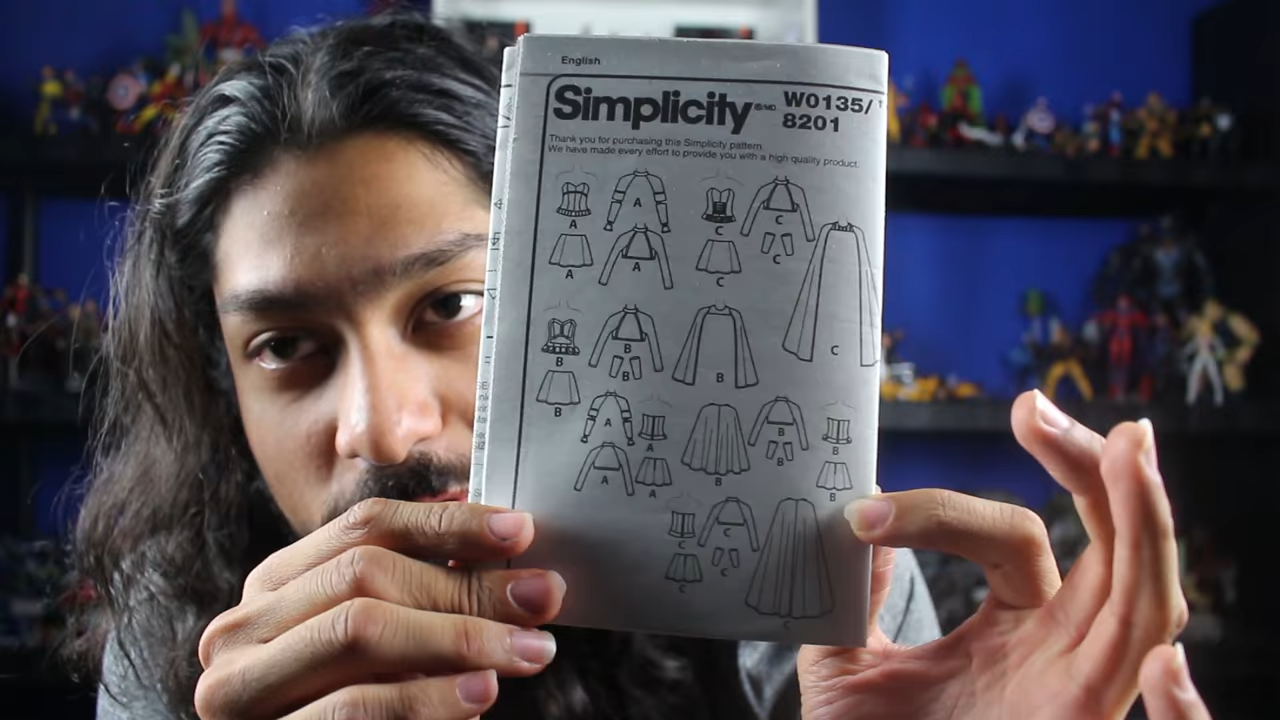 English
Simplicity ®MD W0135/
8201
Thank you for purchasing this Simplicity pattern.
We have made every effort to provide you with a high quality product.
A A C C
A A C C
C
B B B
B B
A A B B B
A A B B
C C
C C C